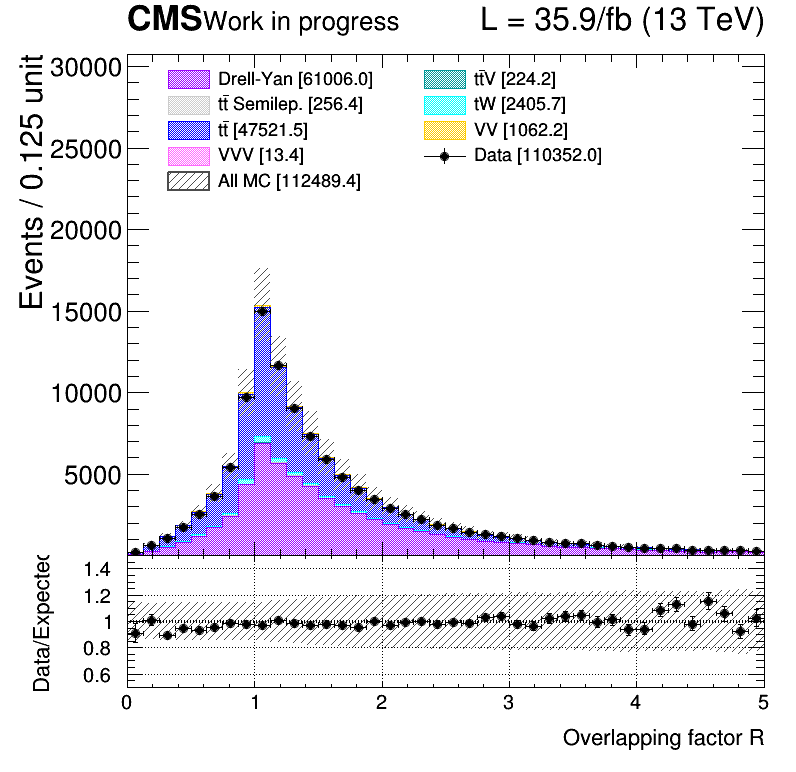 CMS Work in progress L = 35.9/fb (13 TeV)
Events / 0.125 unit
30000
25000
20000
15000
10000
5000
Drell-Yan [61006.0]
tt̄ Semilep. [256.4]
tt̄ [47521.5]
VVV [13.4]
All MC [112489.4]
tt̄V [224.2]
tW [2405.7]
VV [1062.2]
Data [110352.0]
Data/Expected
1.4
1.2
1
0.8
0.6
0 1 2 3 4 5
Overlapping factor R